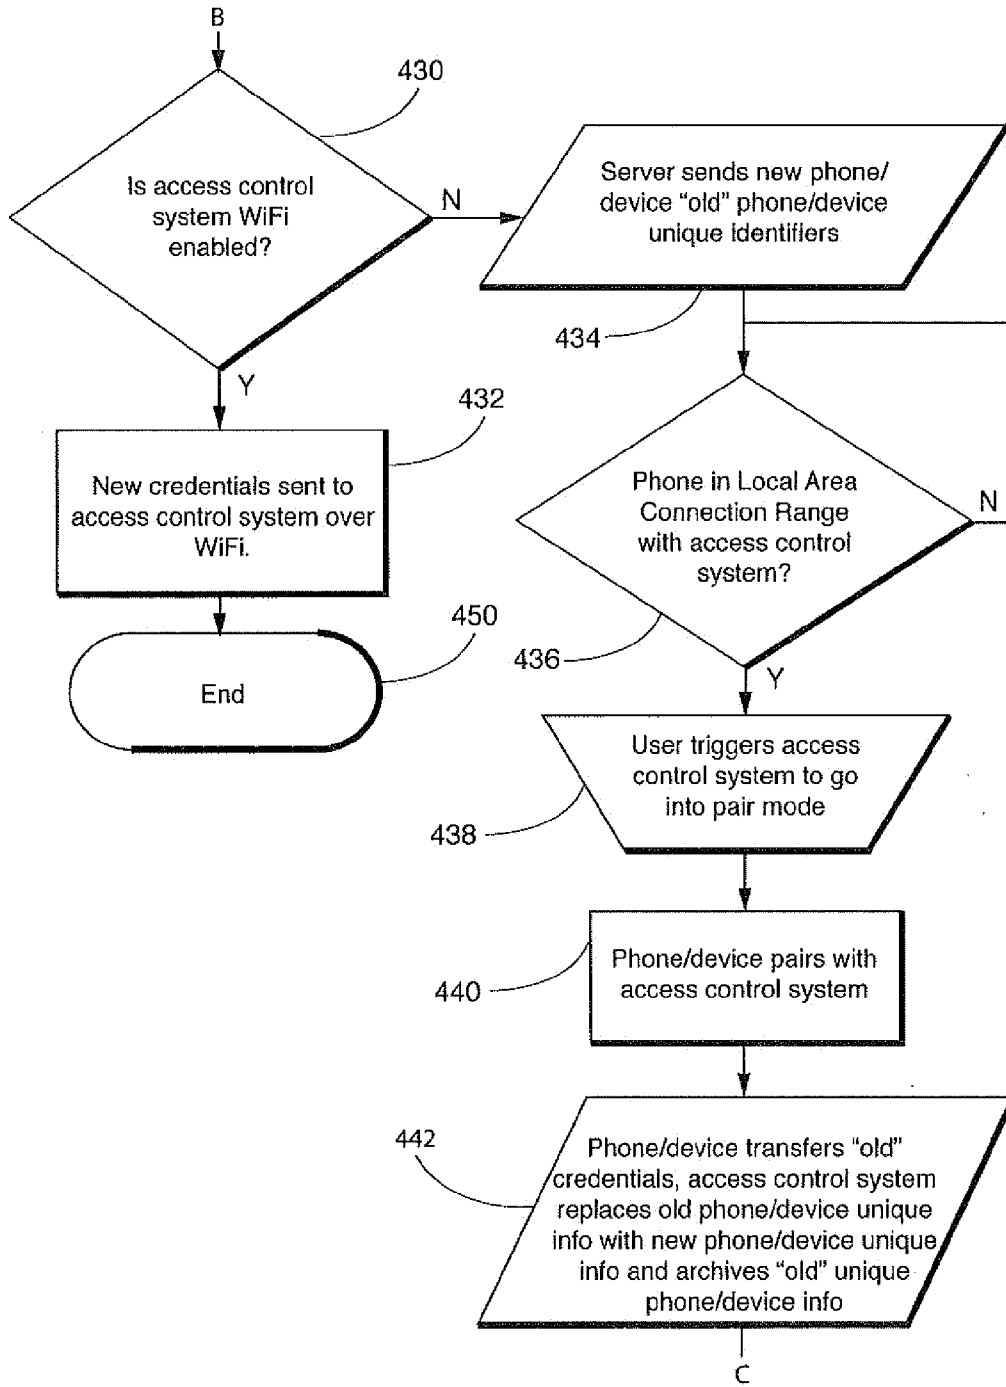 B
430
Is access control
system WiFi
enabled?
N
Server sends new phone/
device “old” phone/device
unique identifiers
434
Y
432
New credentials sent to
access control system over
WiFi.
450
End
Phone in Local Area
Connection Range
with access control
system?
N
436
Y
User triggers access
control system to go
into pair mode
438
Phone/device pairs with
access control system
440
442
Phone/device transfers “old”
credentials, access control system
replaces old phone/device unique
info with new phone/device unique
info and archives “old” unique
phone/device info
C